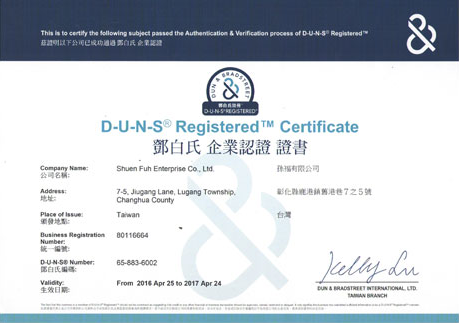 This is to certify the following subject passed the Authentication & Verification process of D-U-N-S Registered™
茲證明以下公司已成功通過 鄧白氏 企業認證
DUN & BRADSTREET
鄧白氏認證
D-U-N-S REGISTERED
D-U-N-S® Registered™ Certificate
鄧白氏 企業認證 證書
Company Name: Shuen Fuh Enterprise Co., Ltd. 孫福有限公司
公司名稱:
Address: 7-5, Jiugang Lane, Lugang Township, 彰化縣鹿港鎮舊港巷7之5號
地址: Changhua County
Place of Issue: Taiwan 台灣
頒發地點:
Business Registration 80116664
Number:
統一編號:
D-U-N-S® Number: 65-883-6002
鄧白氏編碼:
Validity: From 2016 Apr 25 to 2017 Apr 24
生效日期:
Kelly Lu
DUN & BRADSTREET INTERNATIONAL LTD.
TAIWAN BRANCH